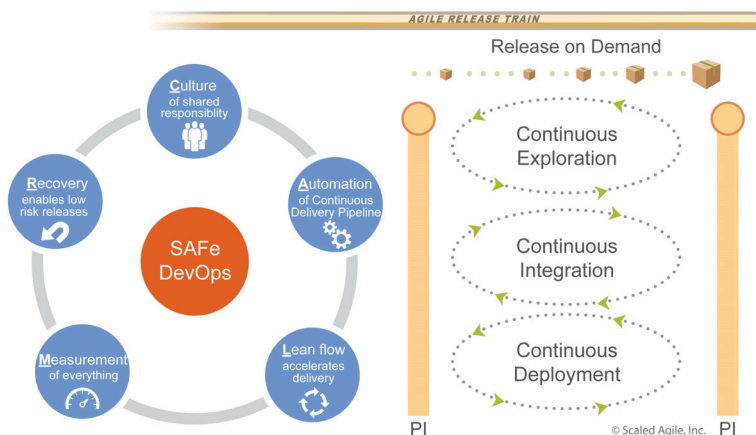 AGILE RELEASE TRAIN
Release on Demand
Culture
of shared
responsiblity
Automation
of Continuous
Delivery Pipeline
Lean flow
accelerates
delivery
Measurement
of everything
Recovery
enables low
risk releases
SAFe
DevOps
Continuous
Exploration
Continuous
Integration
Continuous
Deployment
PI
© Scaled Agile, Inc.
PI